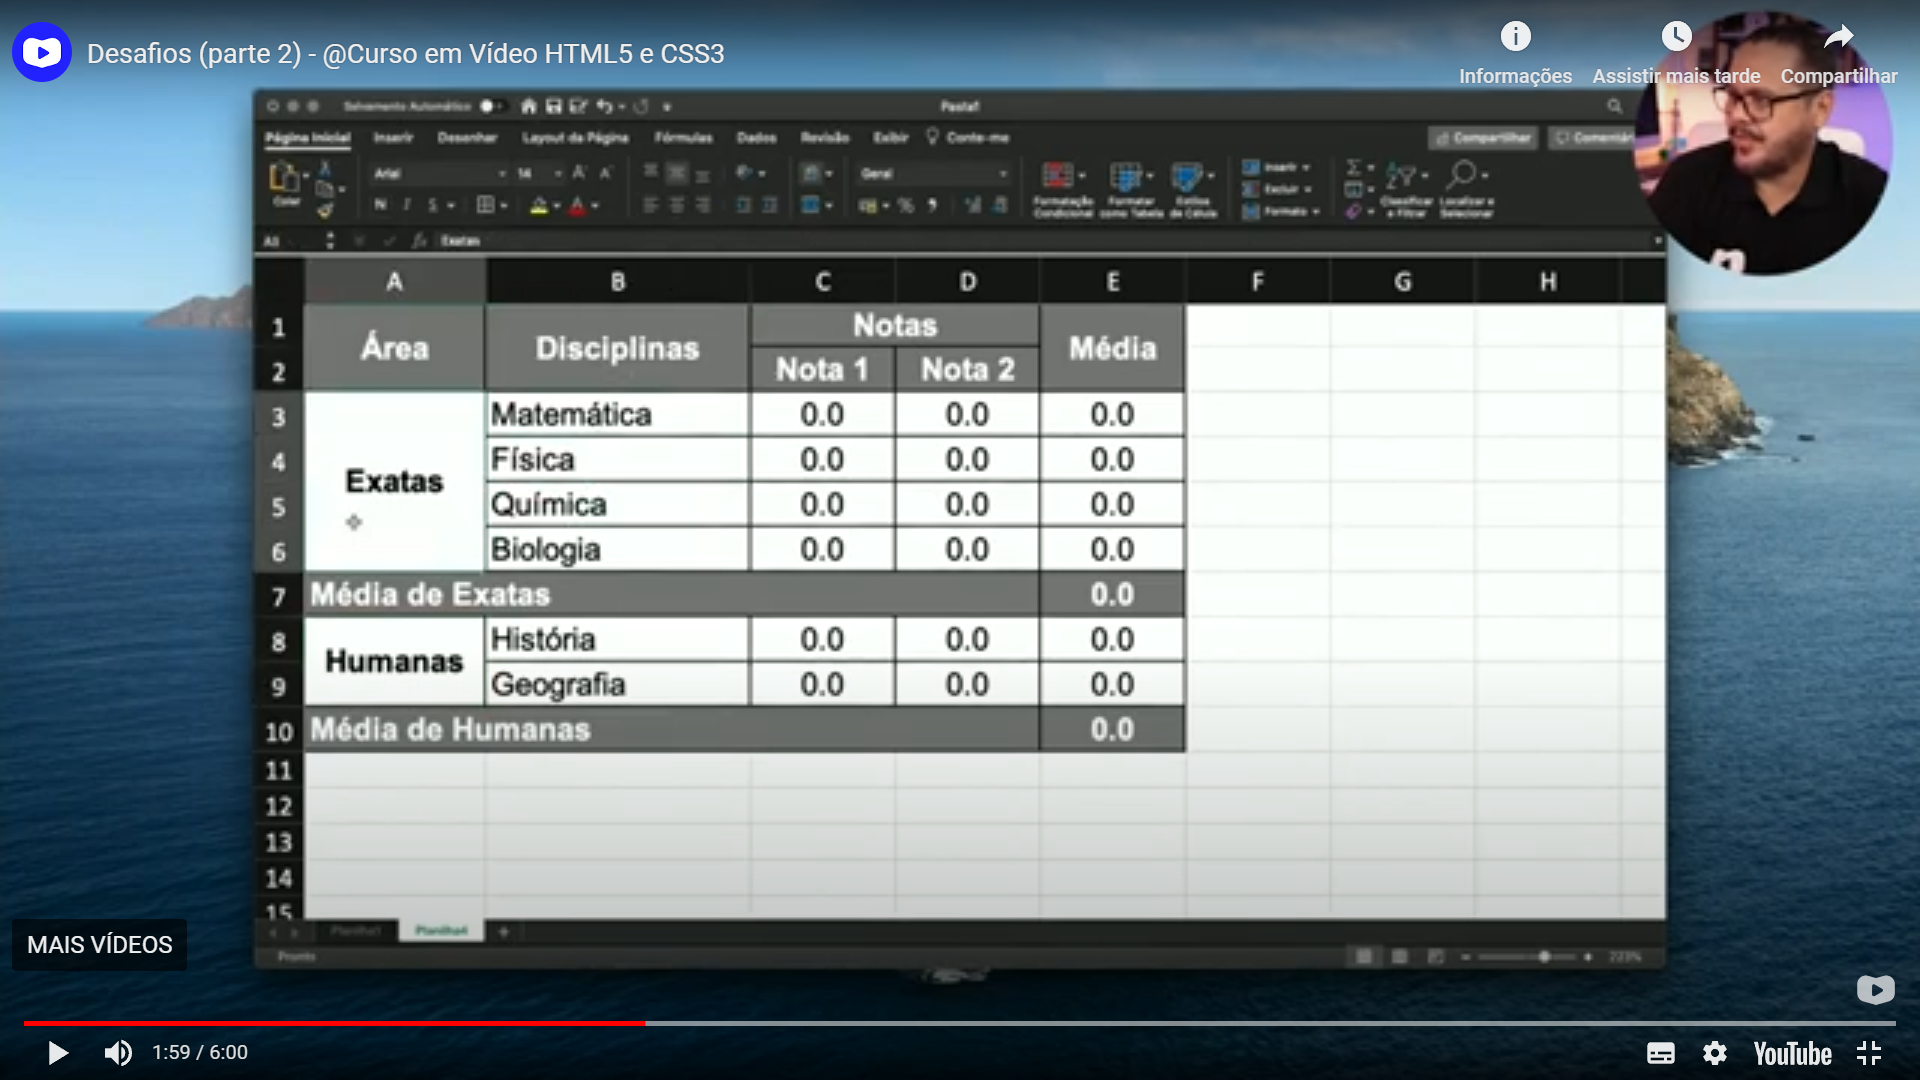 Desafios (parte 2) - @Curso em Vídeo HTML5 e CSS3
Informações Assistir mais tarde Compartilhar
Salvamento Automático Pasta1
Página Inicial Inserir Desenhar Layout da Página Fórmulas Dados Revisão Exibir Conte-me Compartilhar
Colar Arial 14 Geral Formatação Condicional Formatar como Tabela Estilos de Célula Inserir Excluir Formato Classificar e Filtrar Localizar e Selecionar
N I S
fx Exatas
A B C D E F G H
1 Área Disciplinas Notas Média
2 Nota 1 Nota 2
3 Exatas Matemática 0.0 0.0 0.0
4 Física 0.0 0.0 0.0
5 Química 0.0 0.0 0.0
6 Biologia 0.0 0.0 0.0
7 Média de Exatas 0.0
8 Humanas História 0.0 0.0 0.0
9 Geografia 0.0 0.0 0.0
10 Média de Humanas 0.0
11
12
13
14
15
Planilha4
Pronto
MAIS VÍDEOS
1:59 / 6:00 YouTube